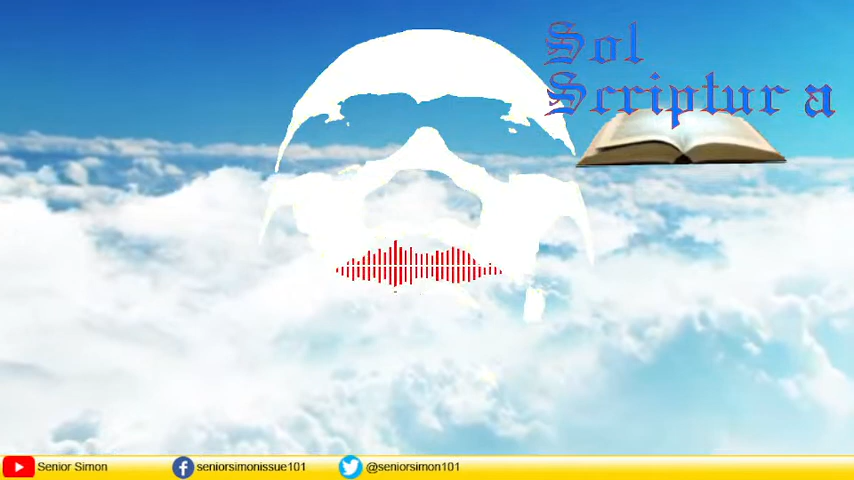 Sol
Scriptur a
Senior Simon
seniorsimonissue101
@seniorsimon101